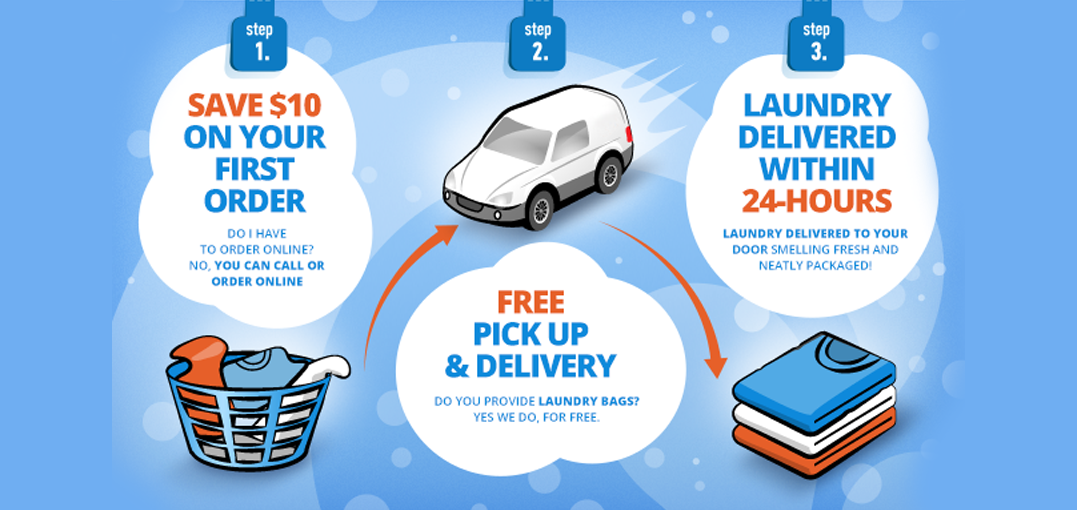 step
1.
SAVE $10
ON YOUR
FIRST
ORDER
DO I HAVE
TO ORDER ONLINE?
NO, YOU CAN CALL OR
ORDER ONLINE
step
2.
FREE
PICK UP
& DELIVERY
DO YOU PROVIDE LAUNDRY BAGS?
YES WE DO, FOR FREE.
step
3.
LAUNDRY
DELIVERED
WITHIN
24-HOURS
LAUNDRY DELIVERED TO YOUR
DOOR SMELLING FRESH AND
NEATLY PACKAGED!